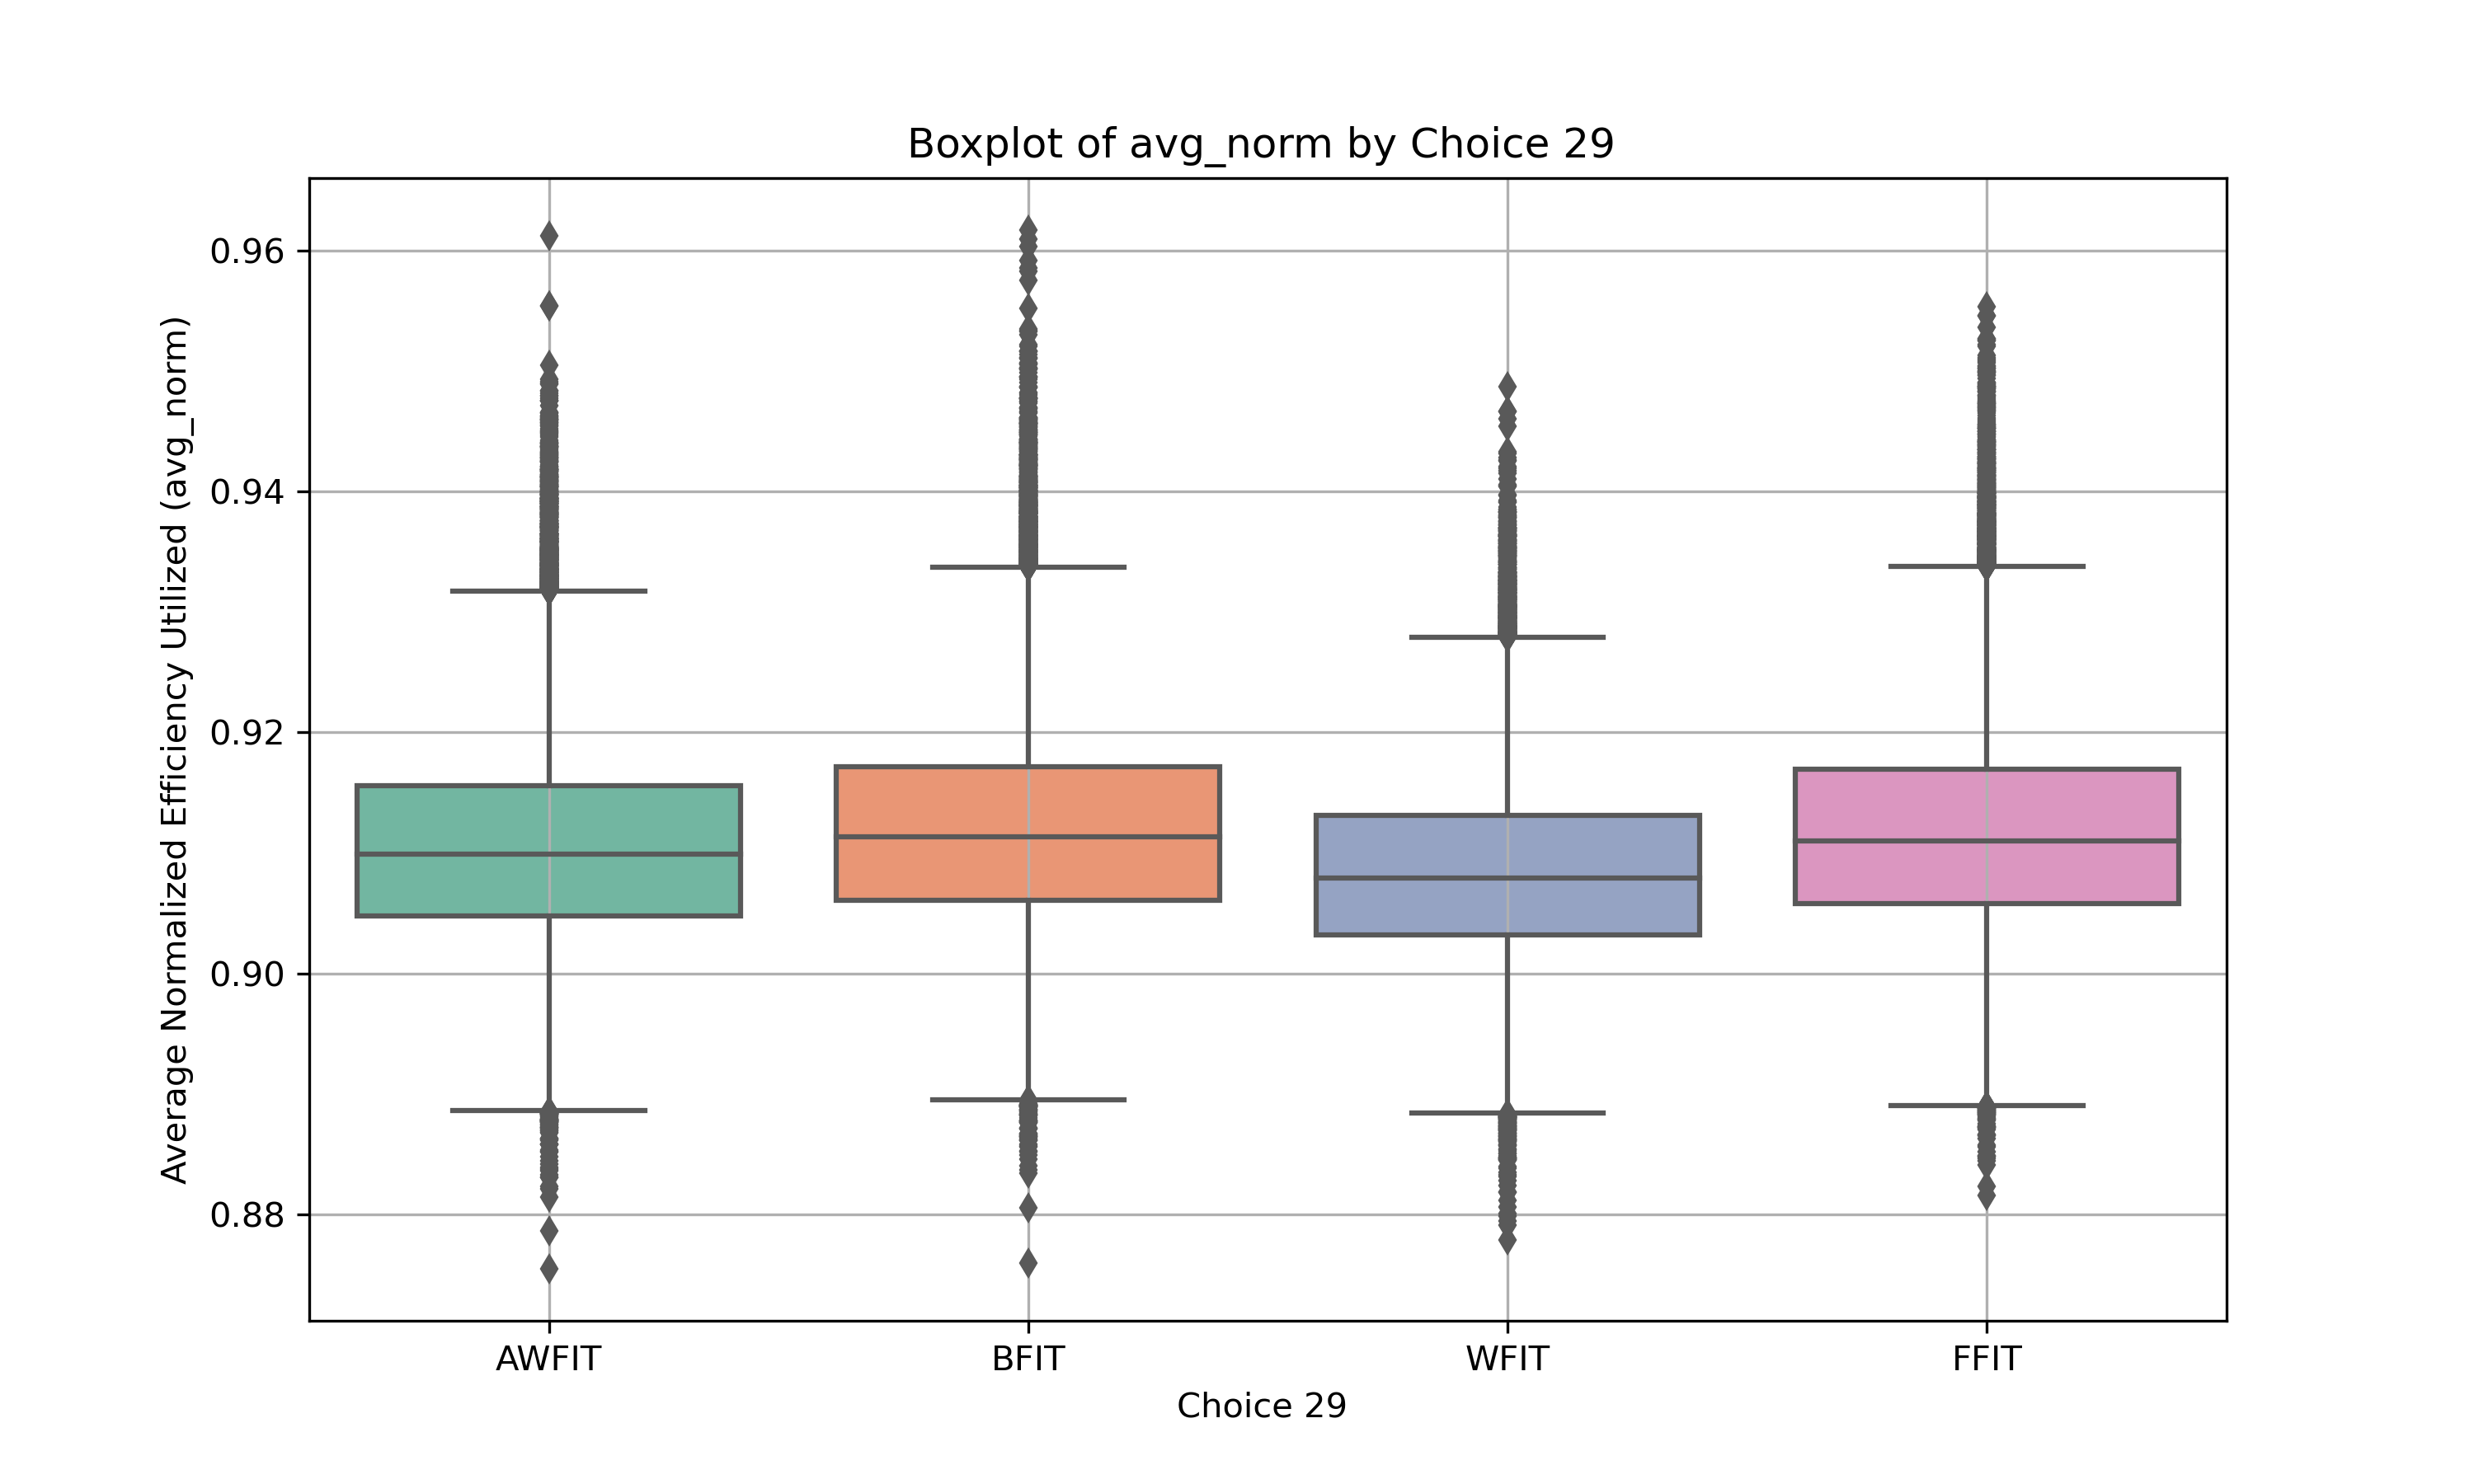 Boxplot of avg_norm by Choice 29
Average Normalized Efficiency Utilized (avg_norm)
0.96
0.94
0.92
0.90
0.88
AWFIT
BFIT
WFIT
FFIT
Choice 29